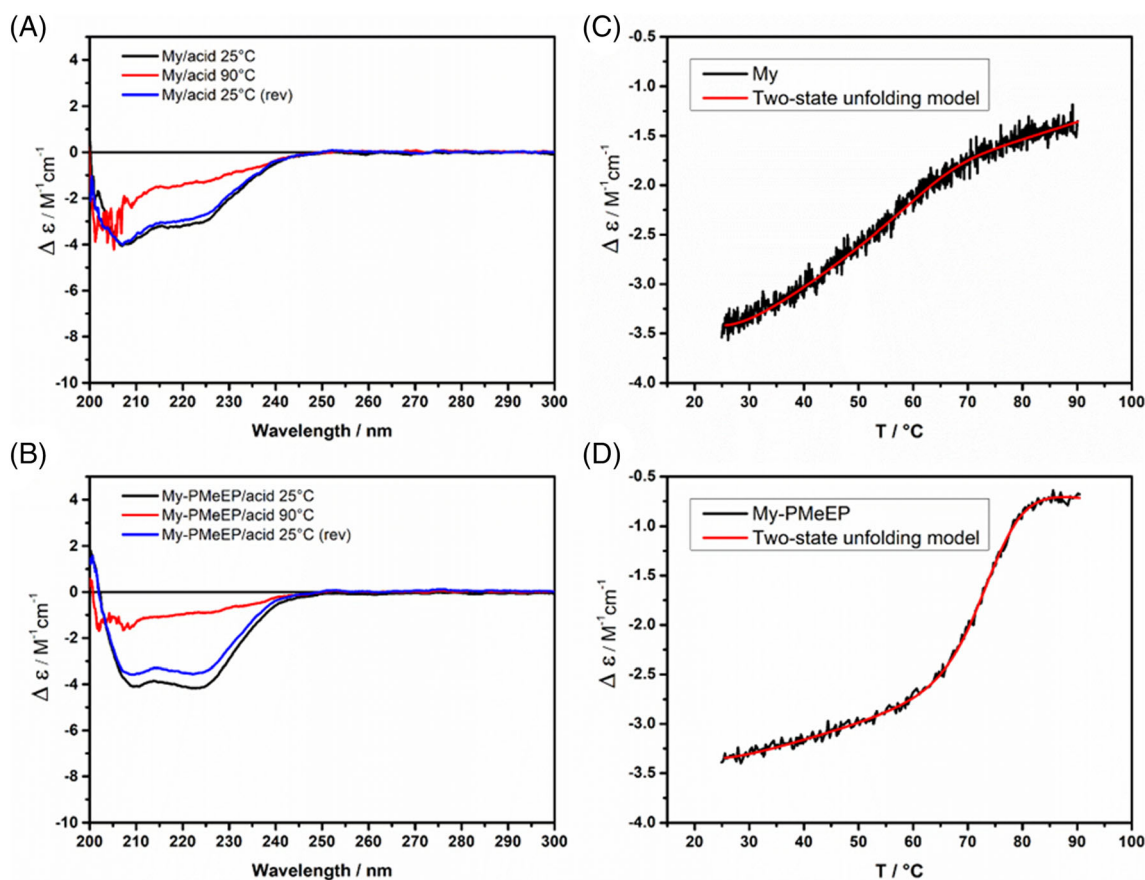 (A)
My/acid 25°C
My/acid 90°C
My/acid 25°C (rev)
4
2
0
-2
-4
-6
-8
-10
Δ ε / M⁻¹cm⁻¹
200 210 220 230 240 250 260 270 280 290 300
Wavelength / nm
(C)
My
Two-state unfolding model
-0.5
-1.0
-1.5
-2.0
-2.5
-3.0
-3.5
-4.0
Δ ε / M⁻¹cm⁻¹
20 30 40 50 60 70 80 90 100
T / °C
(B)
My-PMeEP/acid 25°C
My-PMeEP/acid 90°C
My-PMeEP/acid 25°C (rev)
4
2
0
-2
-4
-6
-8
-10
Δ ε / M⁻¹cm⁻¹
200 210 220 230 240 250 260 270 280 290 300
Wavelength / nm
(D)
My-PMeEP
Two-state unfolding model
-0.5
-1.0
-1.5
-2.0
-2.5
-3.0
-3.5
-4.0
Δ ε / M⁻¹cm⁻¹
20 30 40 50 60 70 80 90 100
T / °C